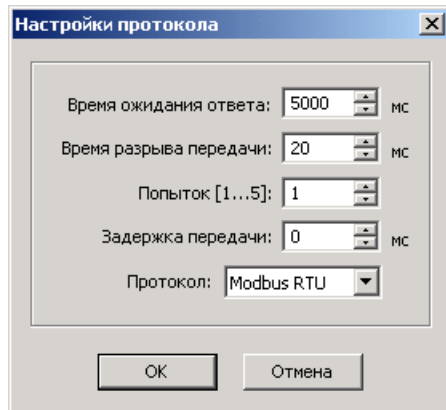 Настройки протокола
Время ожидания ответа: 5000 мс
Время разрыва передачи: 20 мс
Попыток [1...5]: 1
Задержка передачи: 0 мс
Протокол: Modbus RTU
OK Отмена